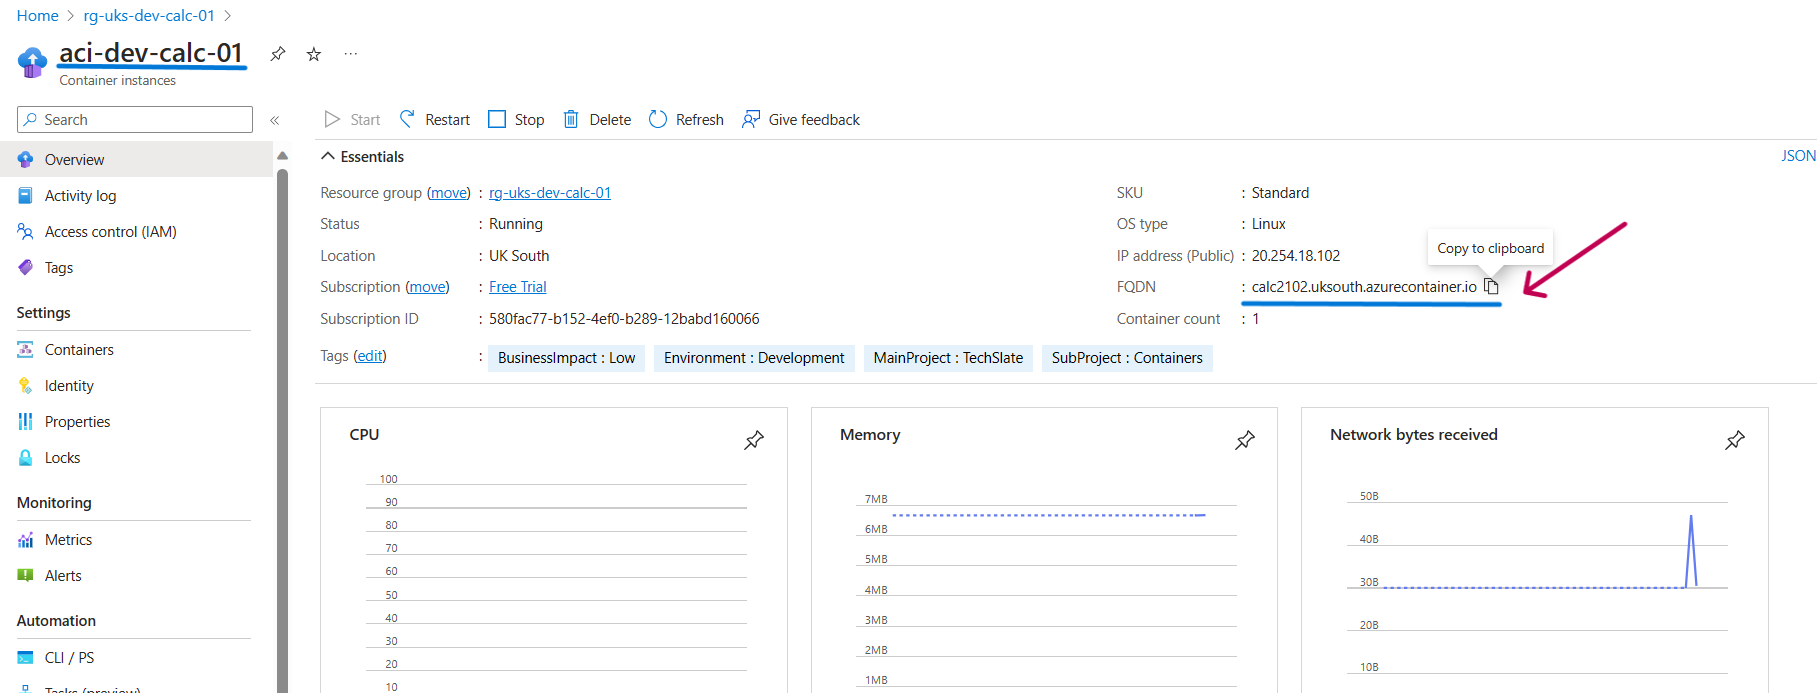 Home > rg-uks-dev-calc-01 >
aci-dev-calc-01 ...
Container instances
Search «
Start Restart Stop Delete Refresh Give feedback
Overview
Activity log
Access control (IAM)
Tags
Settings
Containers
Identity
Properties
Locks
Monitoring
Metrics
Alerts
Automation
CLI / PS
Tasks (preview)
Essentials JSON
Resource group (move) : rg-uks-dev-calc-01
Status : Running
Location : UK South
Subscription (move) : Free Trial
Subscription ID : 580fac77-b152-4ef0-b289-12babd160066
SKU : Standard
OS type : Linux
IP address (Public) : 20.254.18.102
Copy to clipboard
FQDN : calc2102.uksouth.azurecontainer.io
Container count : 1
Tags (edit) : BusinessImpact : Low Environment : Development MainProject : TechSlate SubProject : Containers
CPU
100
90
80
70
60
50
40
30
20
10
Memory
7MB
6MB
5MB
4MB
3MB
2MB
1MB
Network bytes received
50B
40B
30B
20B
10B